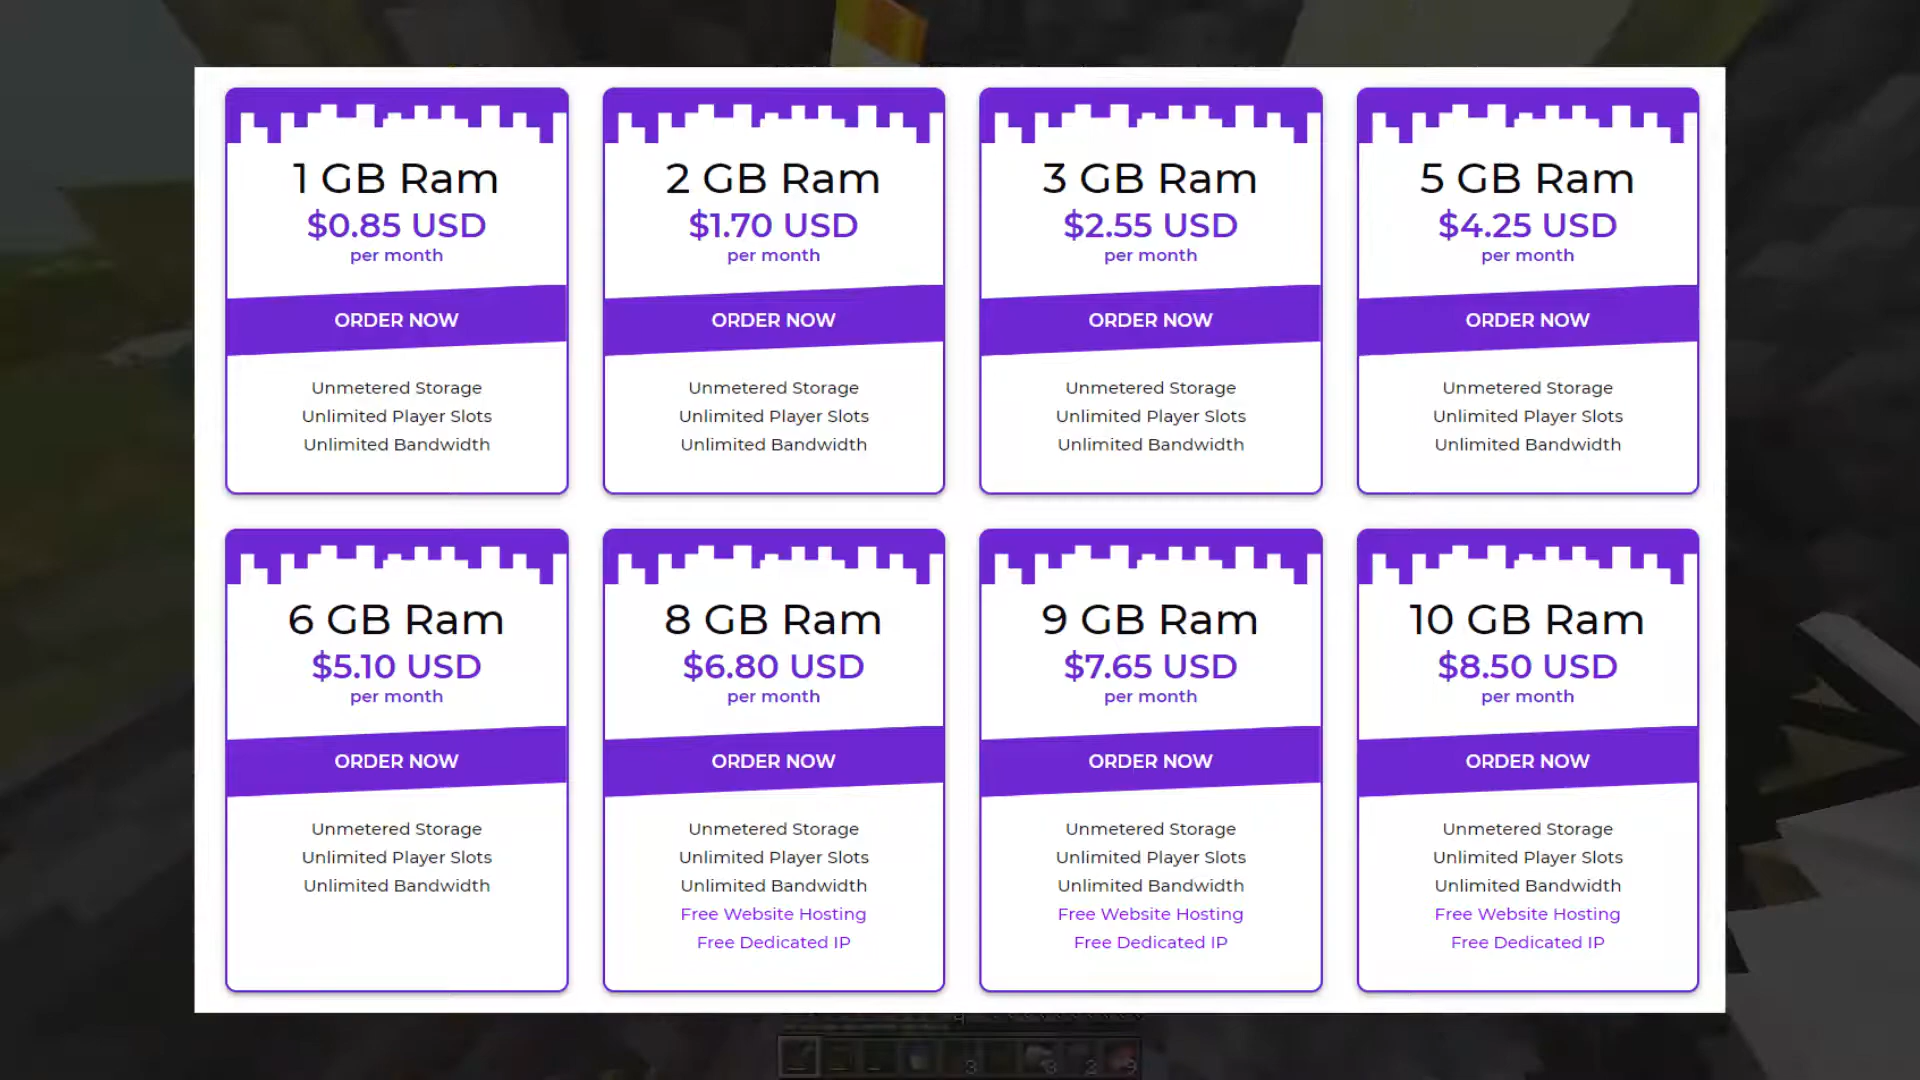 1 GB Ram
$0.85 USD
per month
ORDER NOW
Unmetered Storage
Unlimited Player Slots
Unlimited Bandwidth
2 GB Ram
$1.70 USD
per month
ORDER NOW
Unmetered Storage
Unlimited Player Slots
Unlimited Bandwidth
3 GB Ram
$2.55 USD
per month
ORDER NOW
Unmetered Storage
Unlimited Player Slots
Unlimited Bandwidth
5 GB Ram
$4.25 USD
per month
ORDER NOW
Unmetered Storage
Unlimited Player Slots
Unlimited Bandwidth
6 GB Ram
$5.10 USD
per month
ORDER NOW
Unmetered Storage
Unlimited Player Slots
Unlimited Bandwidth
8 GB Ram
$6.80 USD
per month
ORDER NOW
Unmetered Storage
Unlimited Player Slots
Unlimited Bandwidth
Free Website Hosting
Free Dedicated IP
9 GB Ram
$7.65 USD
per month
ORDER NOW
Unmetered Storage
Unlimited Player Slots
Unlimited Bandwidth
Free Website Hosting
Free Dedicated IP
10 GB Ram
$8.50 USD
per month
ORDER NOW
Unmetered Storage
Unlimited Player Slots
Unlimited Bandwidth
Free Website Hosting
Free Dedicated IP